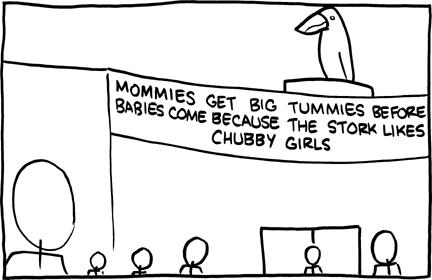 MOMMIES GET BIG TUMMIES BEFORE
BABIES COME BECAUSE THE STORK LIKES
CHUBBY GIRLS